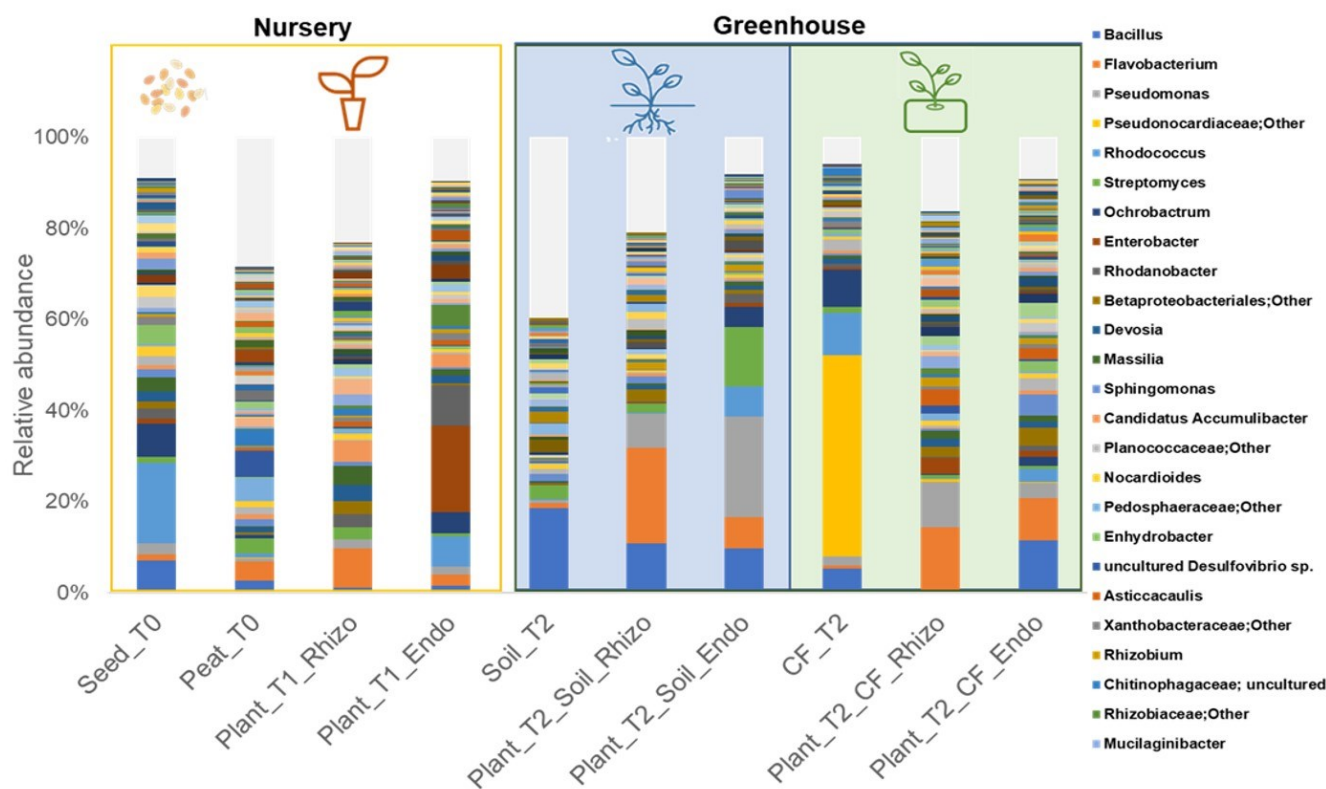 Nursery
Greenhouse
Relative abundance
100%
80%
60%
40%
20%
0%
Seed_T0
Peat_T0
Plant_T1_Rhizo
Plant_T1_Endo
Soil_T2
Plant_T2_Soil_Rhizo
Plant_T2_Soil_Endo
CF_T2
Plant_T2_CF_Rhizo
Plant_T2_CF_Endo
Bacillus
Flavobacterium
Pseudomonas
Pseudonocardiaceae;Other
Rhodococcus
Streptomyces
Ochrobactrum
Enterobacter
Rhodanobacter
Betaproteobacteriales;Other
Devosia
Massilia
Sphingomonas
Candidatus Accumulibacter
Planococcaceae;Other
Nocardioides
Pedosphaeraceae;Other
Enhydrobacter
uncultured Desulfovibrio sp.
Asticcacaulis
Xanthobacteraceae;Other
Rhizobium
Chitinophagaceae; uncultured
Rhizobiaceae;Other
Mucilaginibacter